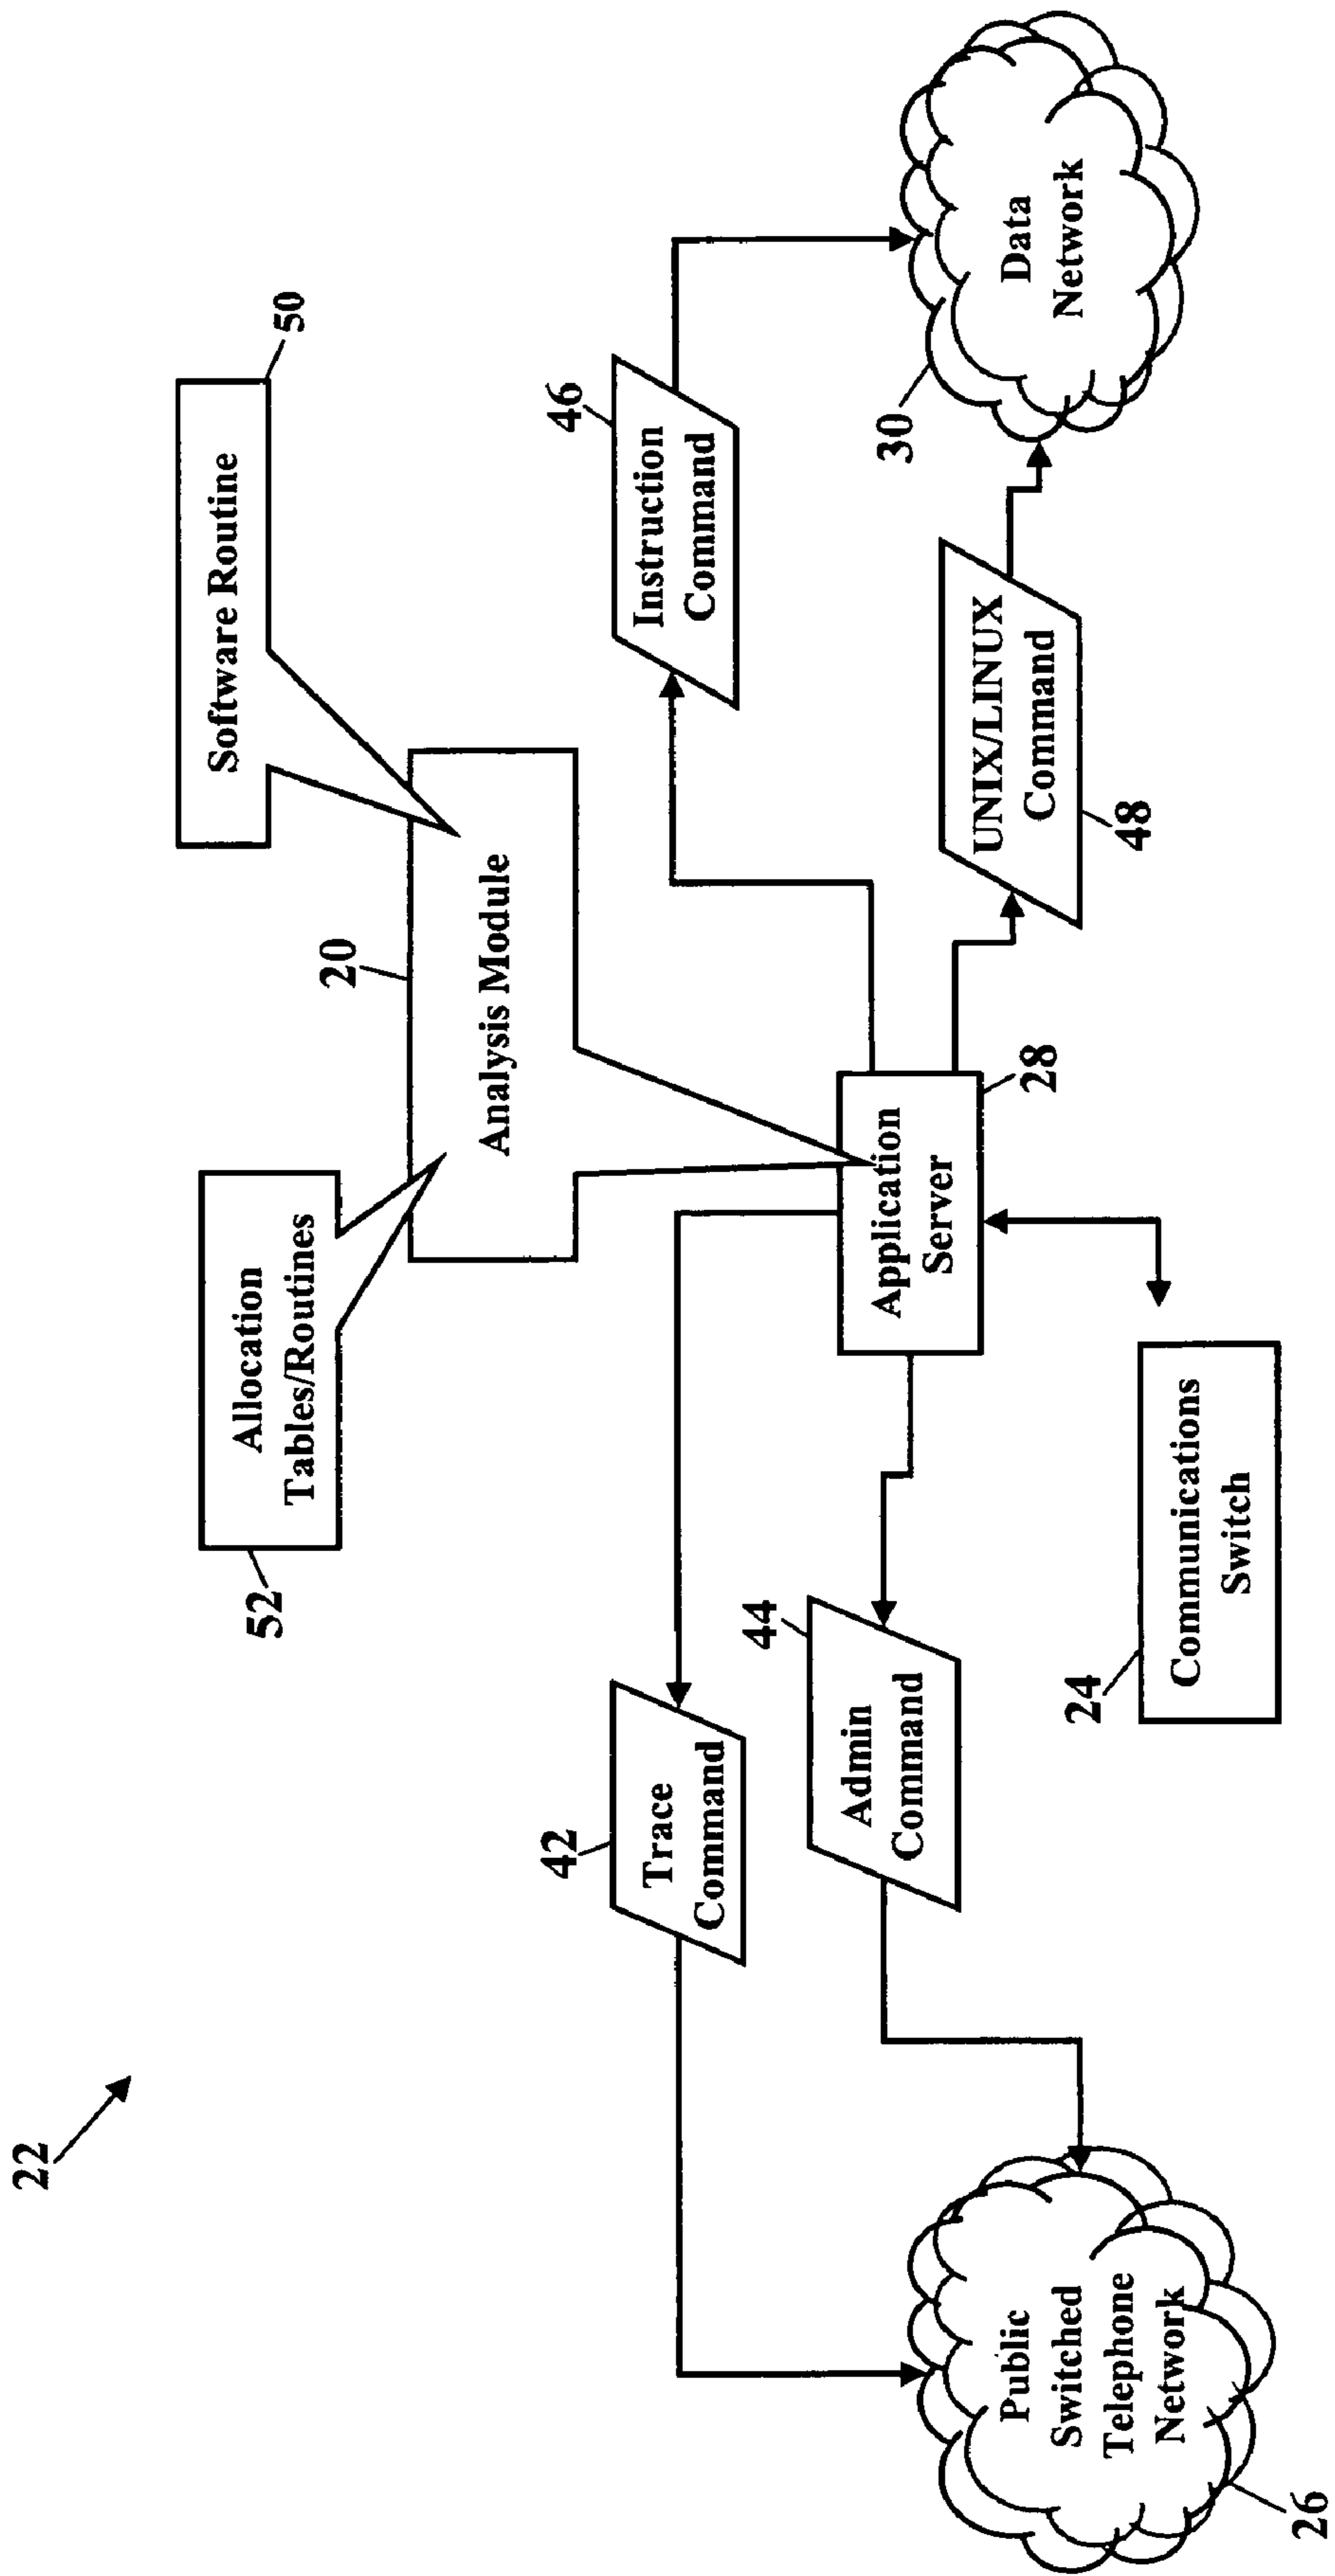 22
52
Allocation
Tables/Routines
50
Software Routine
20
Analysis Module
42
Trace
Command
46
Instruction
Command
44
Admin
Command
Application
Server
28
UNIX/LINUX
Command
48
Public
Switched
Telephone
Network
26
24
Communications
Switch
30
Data
Network